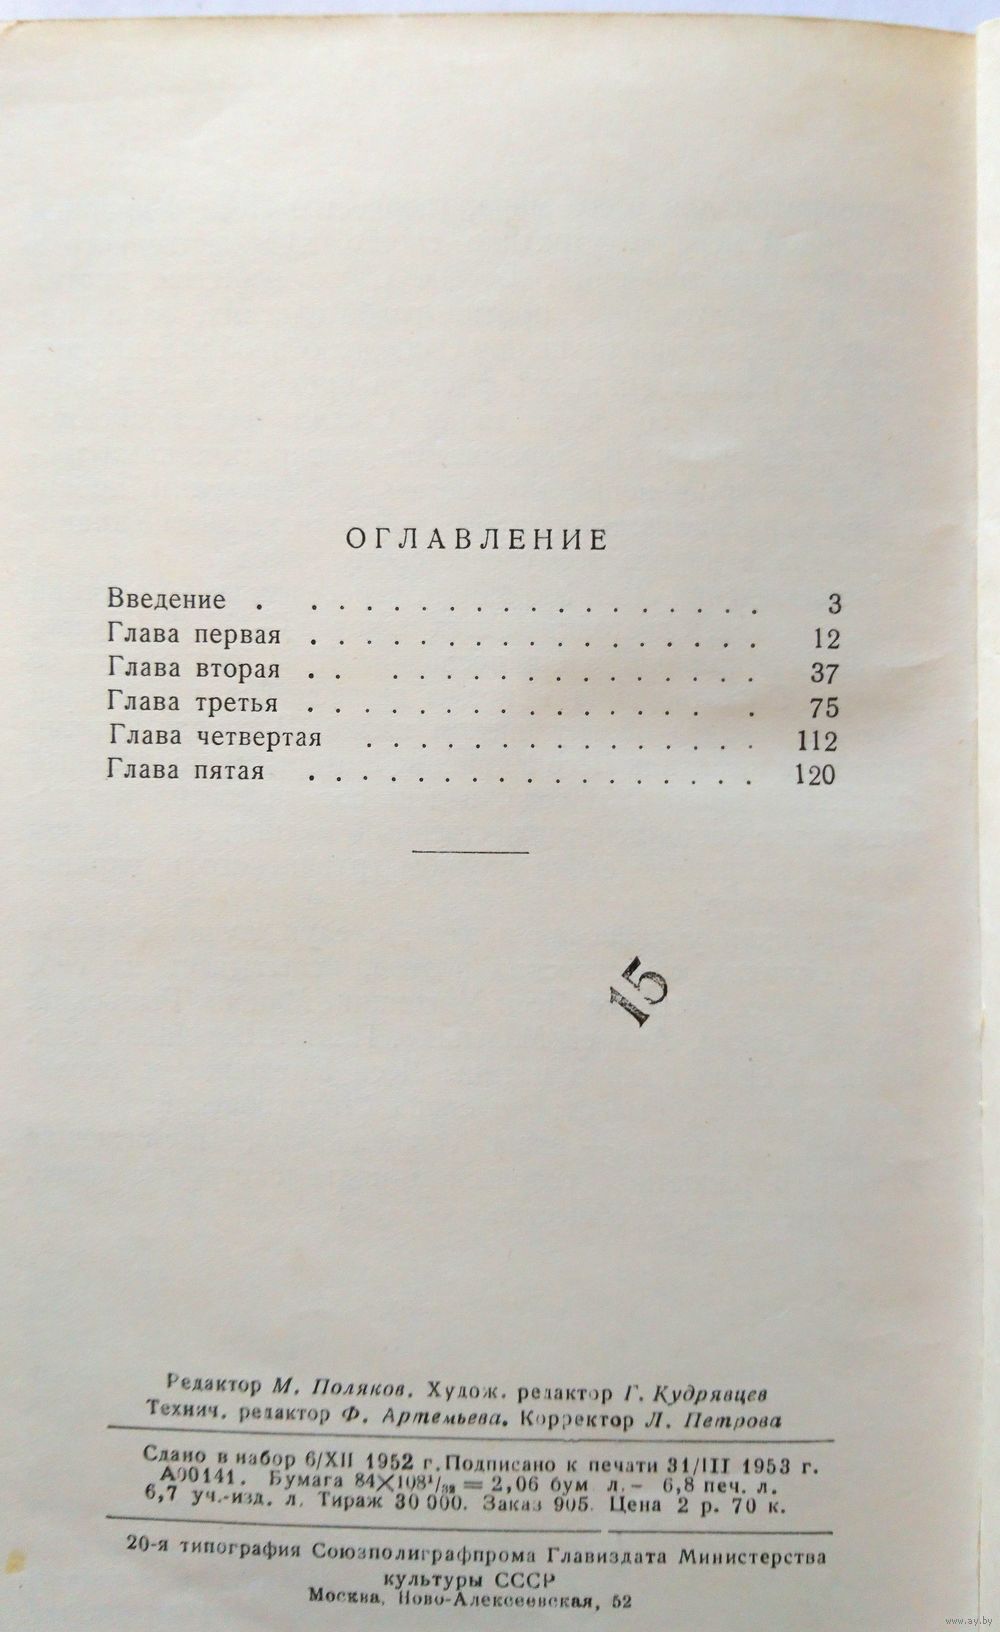 ОГЛАВЛЕНИЕ
Введение . . . . . . . . . . . . . . . . . . 3
Глава первая . . . . . . . . . . . . . . . . . 12
Глава вторая . . . . . . . . . . . . . . . . 37
Глава третья . . . . . . . . . . . . . . . . 75
Глава четвертая . . . . . . . . . . . . . . . 112
Глава пятая . . . . . . . . . . . . . . . . . 120
15
Редактор М. Поляков. Худож. редактор Г. Кудрявцев
Технич. редактор Ф. Артемьева. Корректор Л. Петрова
Сдано в набор 6/XII 1952 г. Подписано к печати 31/III 1953 г.
А00141. Бумага 84×108¹/₃₂ = 2,06 бум л. – 6,8 печ. л.
6,7 уч.-изд. л. Тираж 30 000. Заказ 905. Цена 2 р. 70 к.
20-я типография Союзполиграфпрома Главиздата Министерства
культуры СССР
Москва, Ново-Алексеевская, 52
www.ay.by